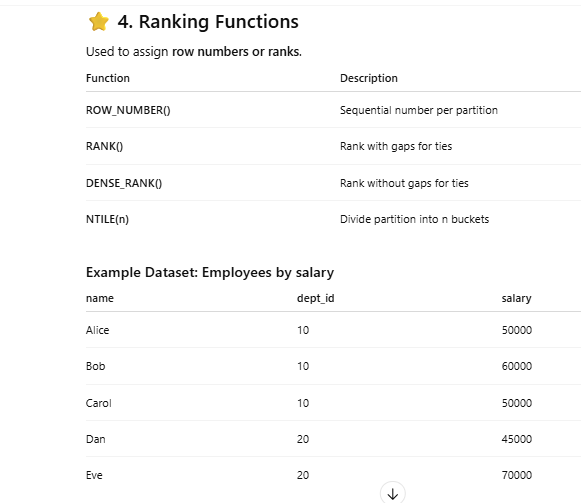 ⭐ 4. Ranking Functions
Used to assign row numbers or ranks.
Function Description
ROW_NUMBER() Sequential number per partition
RANK() Rank with gaps for ties
DENSE_RANK() Rank without gaps for ties
NTILE(n) Divide partition into n buckets
Example Dataset: Employees by salary
name dept_id salary
Alice 10 50000
Bob 10 60000
Carol 10 50000
Dan 20 45000
Eve 20 70000